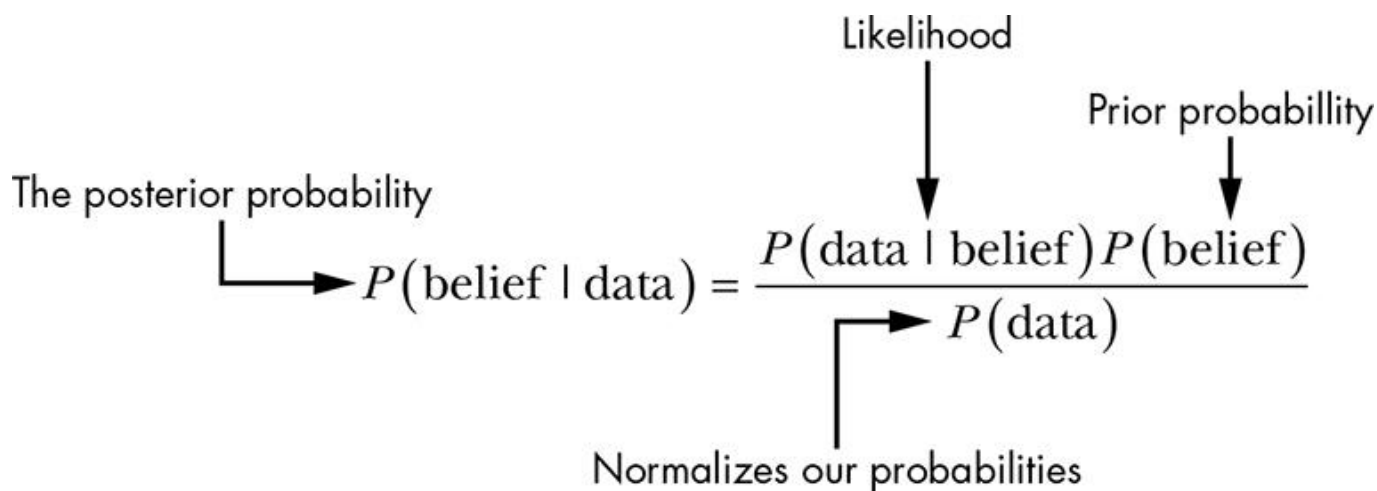 Likelihood
Prior probabillity
The posterior probability
P(data | belief)P(belief)
P(belief | data) =
P(data)
Normalizes our probabilities